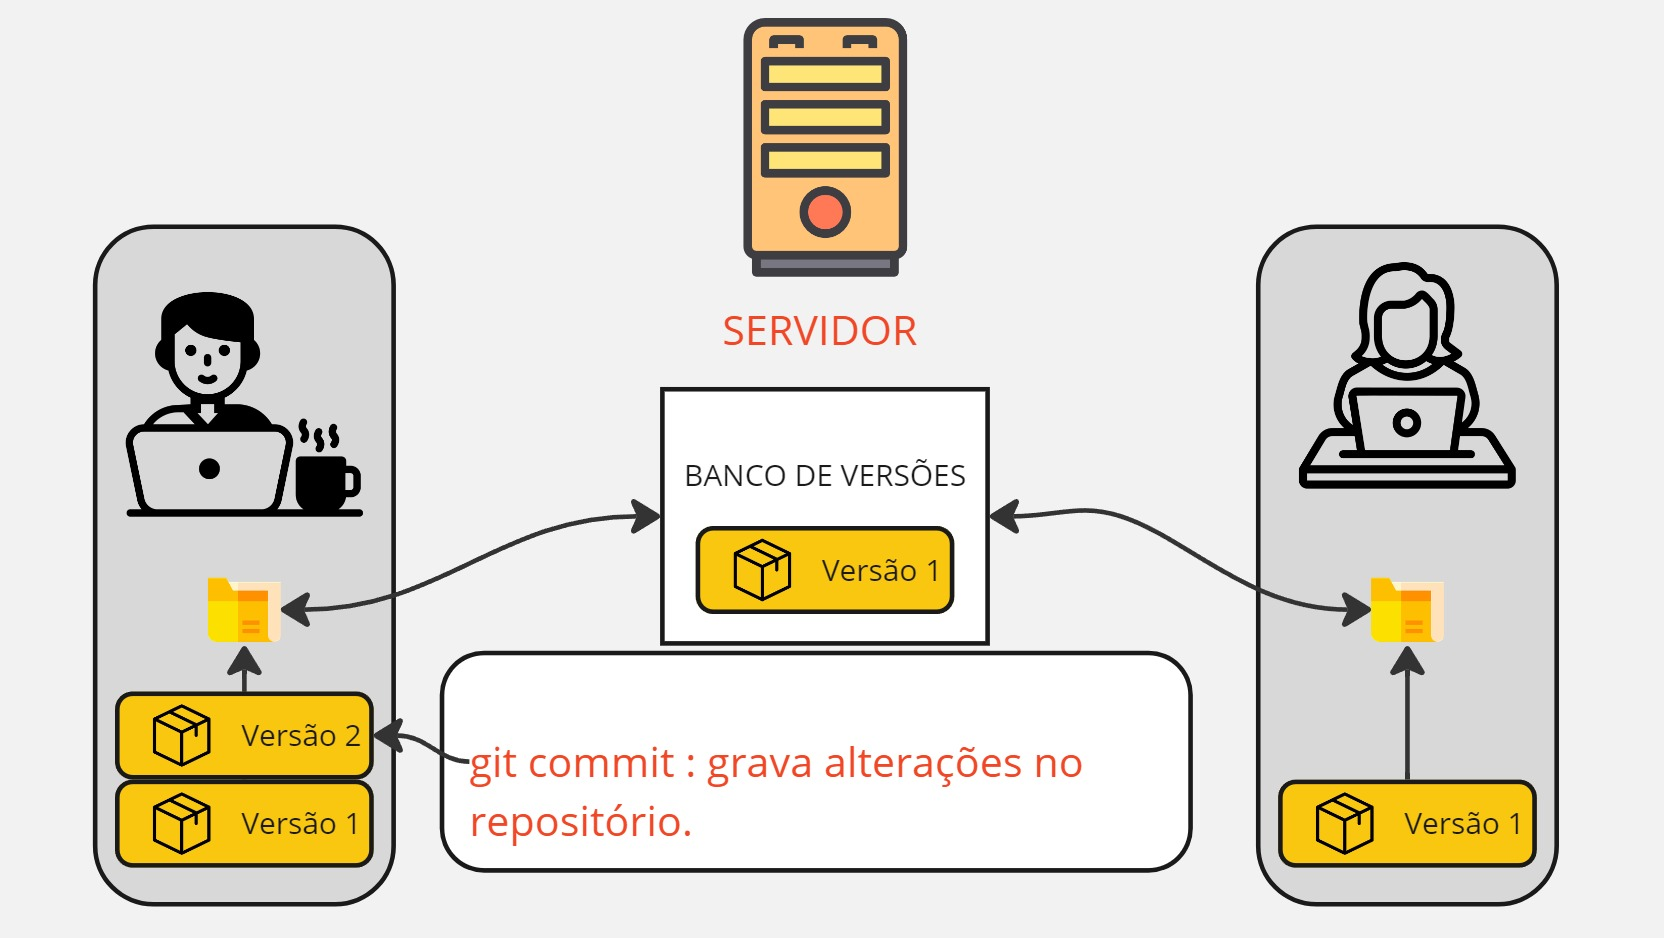 SERVIDOR
BANCO DE VERSÕES
Versão 1
Versão 2
Versão 1
git commit : grava alterações no
repositório.
Versão 1